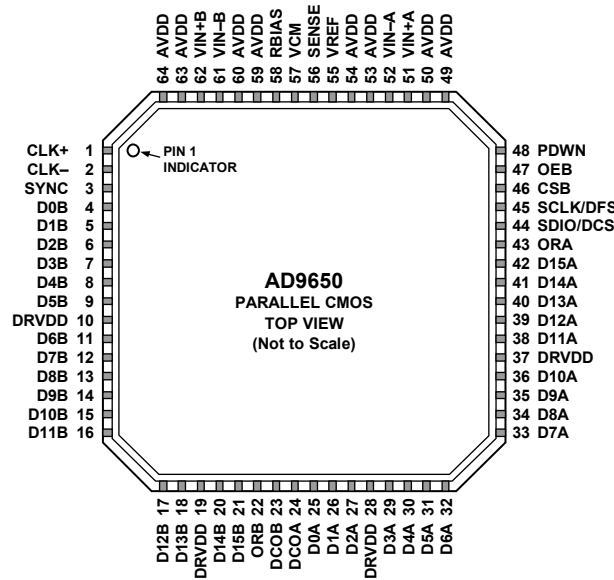 64 AVDD
63 AVDD
62 VIN+B
61 VIN–B
60 AVDD
59 AVDD
58 RBIAS
57 VCM
56 SENSE
55 VREF
54 AVDD
53 AVDD
52 VIN–A
51 VIN+A
50 AVDD
49 AVDD
CLK+ 1
CLK– 2
SYNC 3
D0B 4
D1B 5
D2B 6
D3B 7
D4B 8
D5B 9
DRVDD 10
D6B 11
D7B 12
D8B 13
D9B 14
D10B 15
D11B 16
PIN 1
INDICATOR
AD9650
PARALLEL CMOS
TOP VIEW
(Not to Scale)
48 PDWN
47 OEB
46 CSB
45 SCLK/DFS
44 SDIO/DCS
43 ORA
42 D15A
41 D14A
40 D13A
39 D12A
38 D11A
37 DRVDD
36 D10A
35 D9A
34 D8A
33 D7A
D12B 17
D13B 18
DRVDD 19
D14B 20
D15B 21
ORB 22
DCOB 23
DCOA 24
D0A 25
D1A 26
D2A 27
DRVDD 28
D3A 29
D4A 30
D5A 31
D6A 32